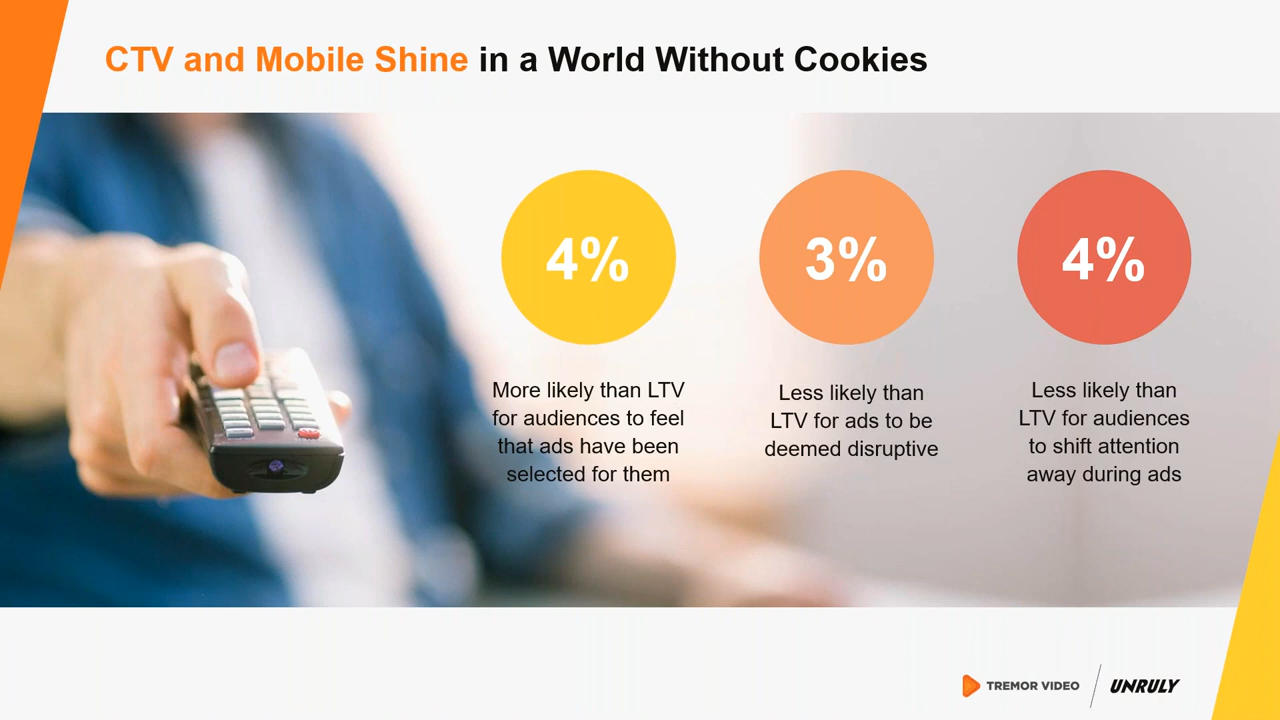 CTV and Mobile Shine in a World Without Cookies
4%
More likely than LTV
for audiences to feel
that ads have been
selected for them
3%
Less likely than
LTV for ads to be
deemed disruptive
4%
Less likely than
LTV for audiences
to shift attention
away during ads
TREMOR VIDEO
UNRULY